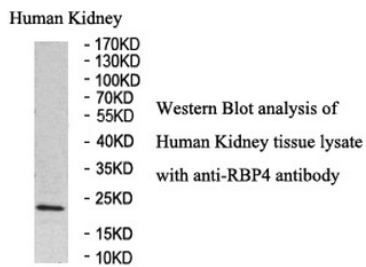 Human Kidney
- 170KD
- 130KD
- 100KD
- 70KD
- 55KD
- 40KD
- 35KD
- 25KD
- 15KD
- 10KD
Western Blot analysis of
Human Kidney tissue lysate
with anti-RBP4 antibody